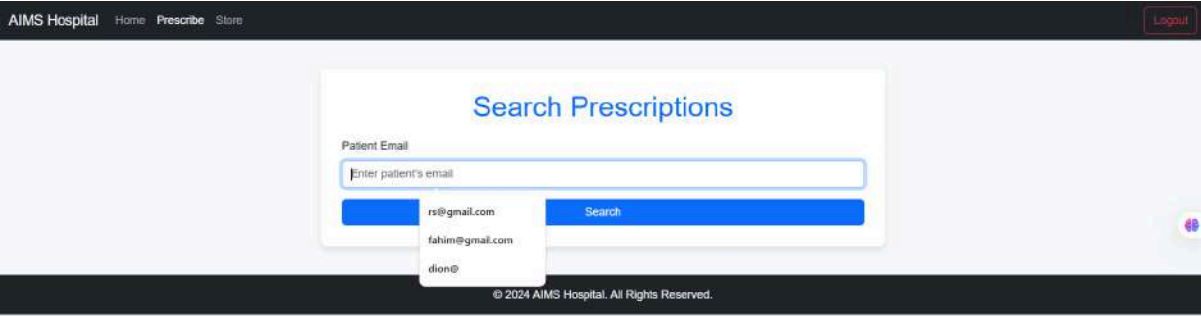 AIMS Hospital Home Prescribe Store Logout
Search Prescriptions
Patient Email
Enter patient's email
Search
rs@gmail.com
fahim@gmail.com
dion@
© 2024 AIMS Hospital. All Rights Reserved.